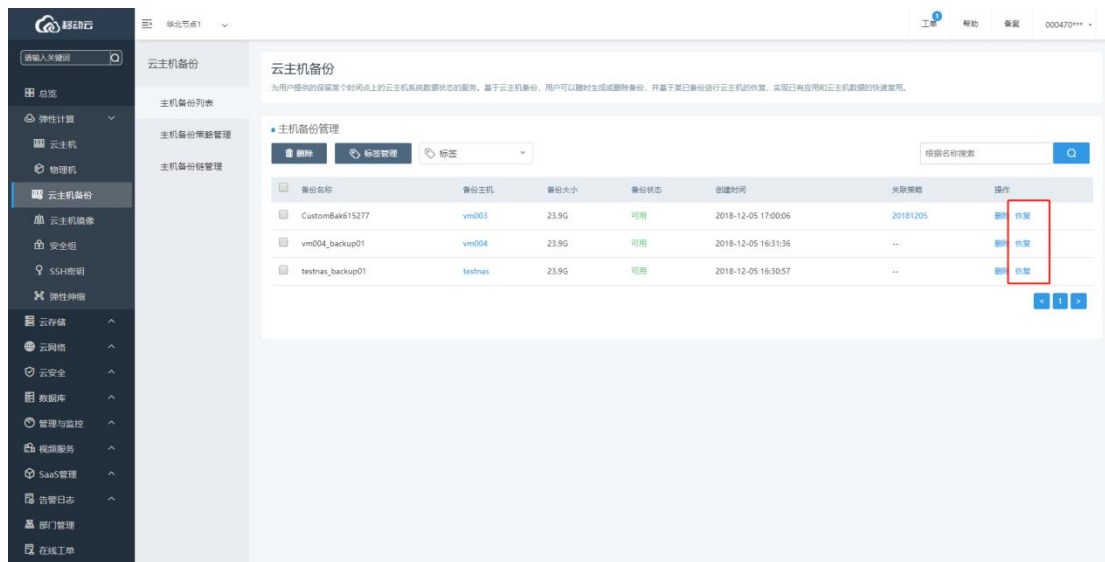 移动云
华北节点1
工单
9
帮助
备案
000470***
请输入关键词
总览
弹性计算
云主机
物理机
云主机备份
云主机镜像
安全组
SSH密钥
弹性伸缩
云存储
云网络
云安全
数据库
管理与监控
视频服务
SaaS管理
告警日志
部门管理
在线工单
云主机备份
主机备份列表
主机备份策略管理
主机备份链管理
云主机备份
为用户提供的保留某个时间点上的云主机系统数据状态的服务。基于云主机备份，用户可以随时生成或删除备份，并基于某已备份进行云主机的恢复，实现已有应用和云主机数据的快速复用。
主机备份管理
删除 标签管理 标签 根据名称搜索
备份名称 备份主机 备份大小 备份状态 创建时间 关联策略 操作
CustomBak615277 vm003 23.9G 可用 2018-12-05 17:00:06 20181205 删除 恢复
vm004_backup01 vm004 23.9G 可用 2018-12-05 16:31:36 -- 删除 恢复
testnas_backup01 testnas 23.9G 可用 2018-12-05 16:30:57 -- 删除 恢复
< 1 >